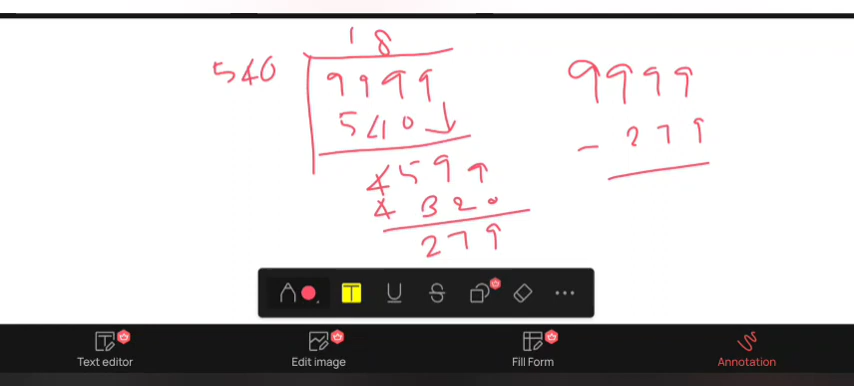 18
540 9999
540↓
4599
4320
279
9999
- 279
T U S ...
Text editor
Edit image
Fill Form
Annotation